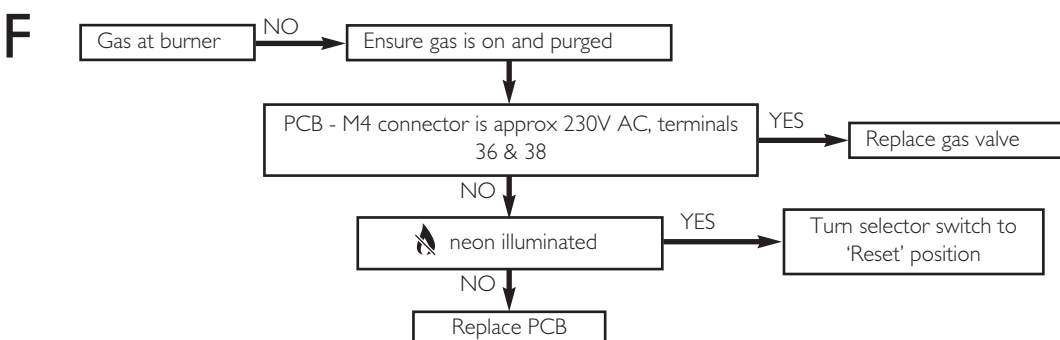 F
Gas at burner
NO
Ensure gas is on and purged
PCB - M4 connector is approx 230V AC, terminals
36 & 38
YES
Replace gas valve
NO
neon illuminated
YES
Turn selector switch to
‘Reset’ position
NO
Replace PCB